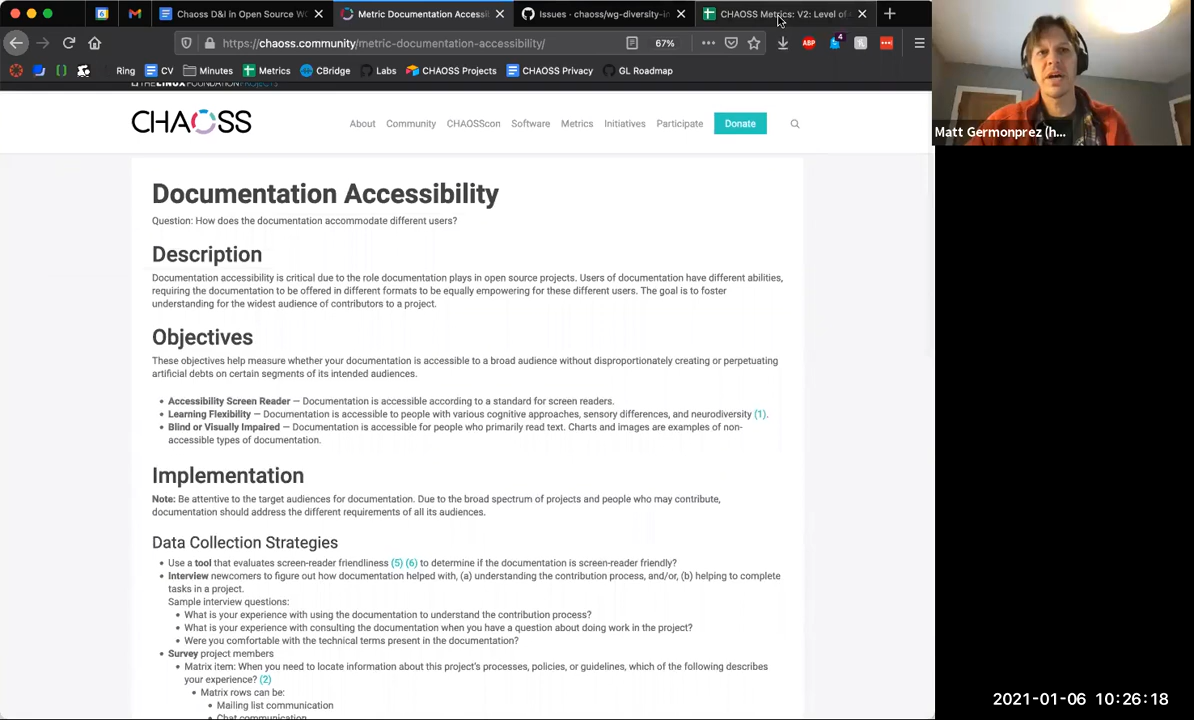 6
Chaoss D&I in Open Source WG
Metric Documentation Accessibil
Issues · chaoss/wg-diversity-in
CHAOSS Metrics: V2: Level of
https://chaoss.community/metric-documentation-accessibility/
67%
ABP
4
Ring
CV
Minutes
Metrics
CBridge
Labs
CHAOSS Projects
CHAOSS Privacy
GL Roadmap
THE LINUX FOUNDATION PROJECTS
CHAOSS
About
Community
CHAOSScon
Software
Metrics
Initiatives
Participate
Donate
Documentation Accessibility
Question: How does the documentation accommodate different users?
Description
Documentation accessibility is critical due to the role documentation plays in open source projects. Users of documentation have different abilities,
requiring the documentation to be offered in different formats to be equally empowering for these different users. The goal is to foster
understanding for the widest audience of contributors to a project.
Objectives
These objectives help measure whether your documentation is accessible to a broad audience without disproportionately creating or perpetuating
artificial debts on certain segments of its intended audiences.
• Accessibility Screen Reader — Documentation is accessible according to a standard for screen readers.
• Learning Flexibility — Documentation is accessible to people with various cognitive approaches, sensory differences, and neurodiversity (1).
• Blind or Visually Impaired — Documentation is accessible for people who primarily read text. Charts and images are examples of non-
accessible types of documentation.
Implementation
Note: Be attentive to the target audiences for documentation. Due to the broad spectrum of projects and people who may contribute,
documentation should address the different requirements of all its audiences.
Data Collection Strategies
• Use a tool that evaluates screen-reader friendliness (5) (6) to determine if the documentation is screen-reader friendly?
• Interview newcomers to figure out how documentation helped with, (a) understanding the contribution process, and/or, (b) helping to complete
tasks in a project.
Sample interview questions:
• What is your experience with using the documentation to understand the contribution process?
• What is your experience with consulting the documentation when you have a question about doing work in the project?
• Were you comfortable with the technical terms present in the documentation?
• Survey project members
• Matrix item: When you need to locate information about this project's processes, policies, or guidelines, which of the following describes
your experience? (2)
• Matrix rows can be:
• Mailing list communication
• Chat communication
Matt Germonprez (h...
2021-01-06 10:26:18